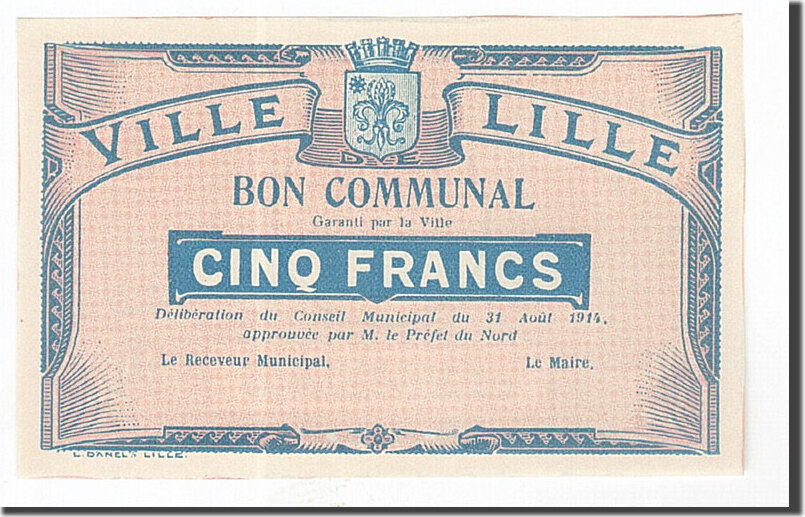 VILLE DE LILLE
BON COMMUNAL
Garanti par la Ville
CINQ FRANCS
Délibération du Conseil Municipal du 31 Août 1914,
approuvée par M. le Préfet du Nord
Le Receveur Municipal,
Le Maire,
L. DANEL - LILLE.